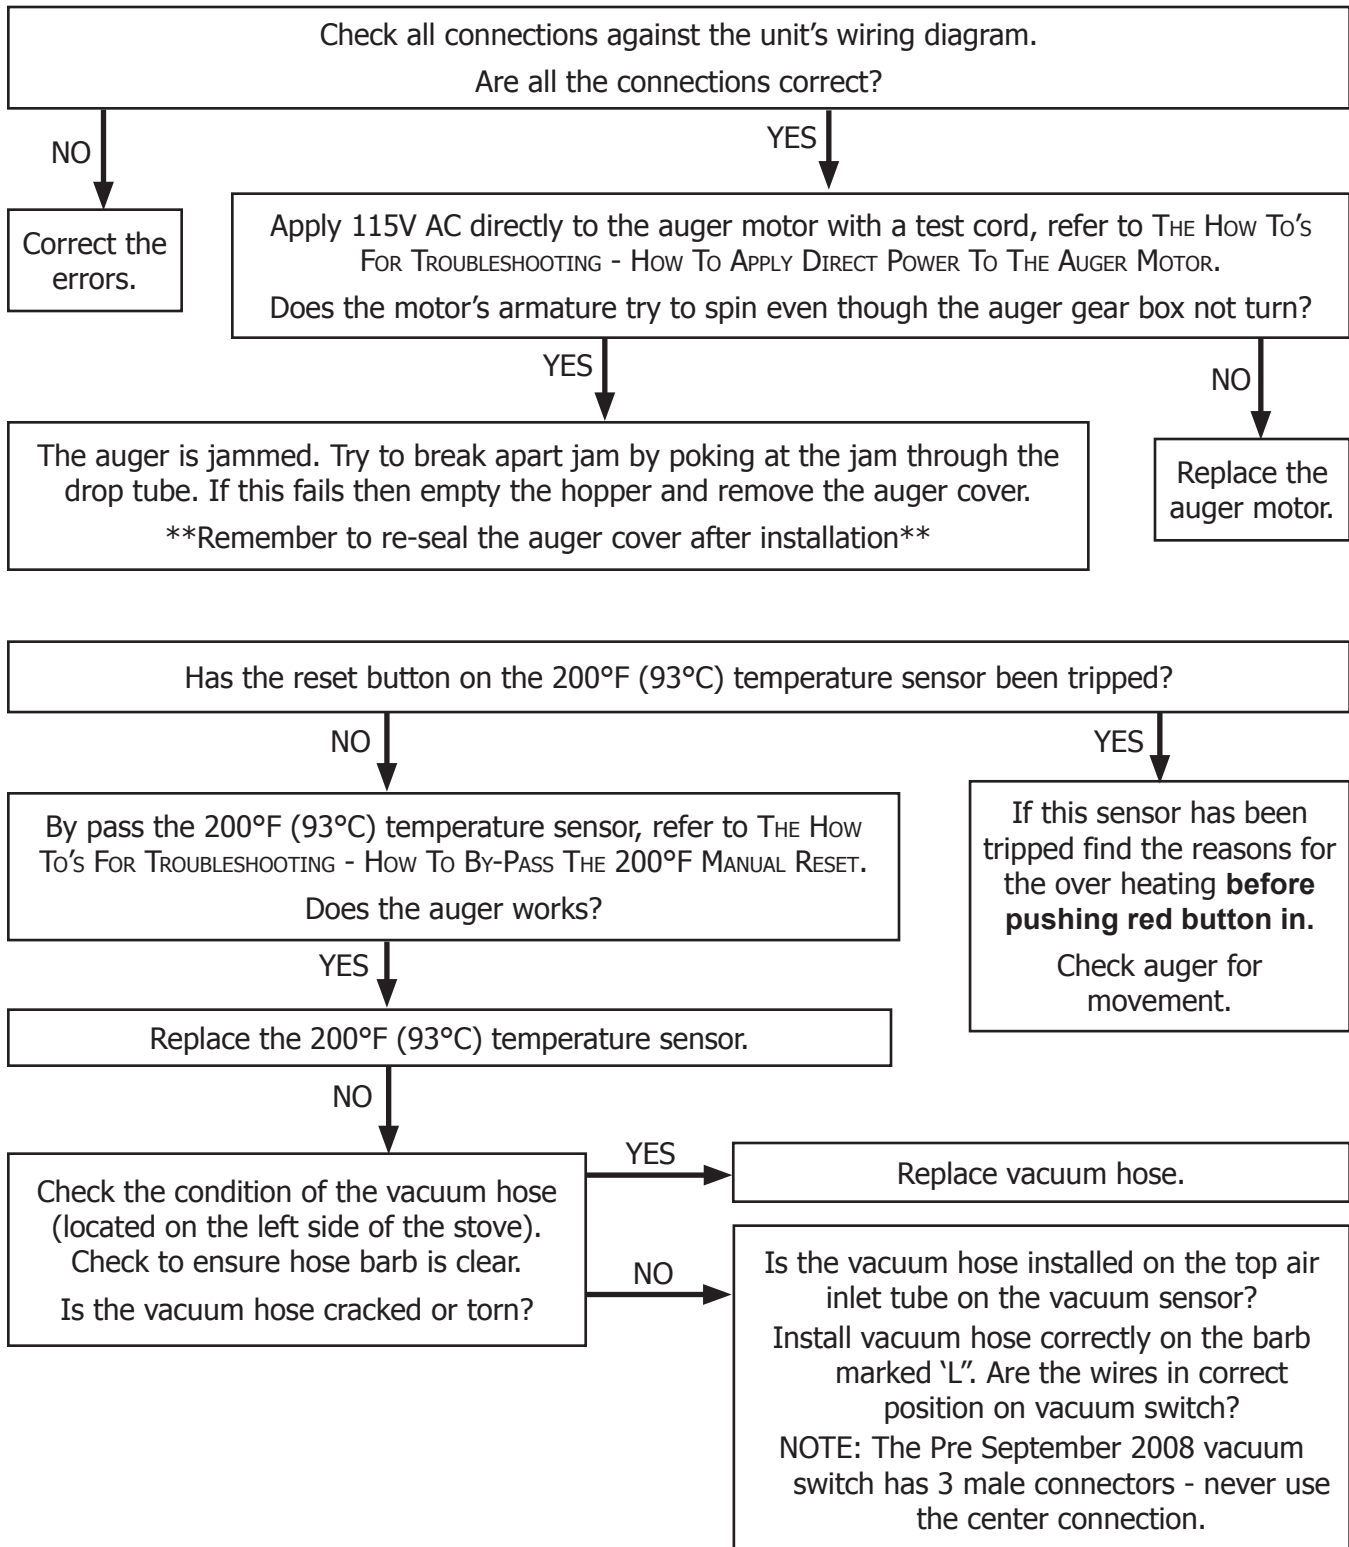 Check all connections against the unit's wiring diagram.
Are all the connections correct?
NO
YES
Correct the
errors.
Apply 115V AC directly to the auger motor with a test cord, refer to The How To's
For Troubleshooting - How To Apply Direct Power To The Auger Motor.
Does the motor's armature try to spin even though the auger gear box not turn?
YES
NO
The auger is jammed. Try to break apart jam by poking at the jam through the
drop tube. If this fails then empty the hopper and remove the auger cover.
**Remember to re-seal the auger cover after installation**
Replace the
auger motor.
Has the reset button on the 200°F (93°C) temperature sensor been tripped?
NO
YES
By pass the 200°F (93°C) temperature sensor, refer to The How
To's For Troubleshooting - How To By-Pass The 200°F Manual Reset.
Does the auger works?
If this sensor has been
tripped find the reasons for
the over heating before
pushing red button in.
Check auger for
movement.
YES
Replace the 200°F (93°C) temperature sensor.
NO
Check the condition of the vacuum hose
(located on the left side of the stove).
Check to ensure hose barb is clear.
Is the vacuum hose cracked or torn?
YES
Replace vacuum hose.
NO
Is the vacuum hose installed on the top air
inlet tube on the vacuum sensor?
Install vacuum hose correctly on the barb
marked ‘L”. Are the wires in correct
position on vacuum switch?
NOTE: The Pre September 2008 vacuum
switch has 3 male connectors - never use
the center connection.